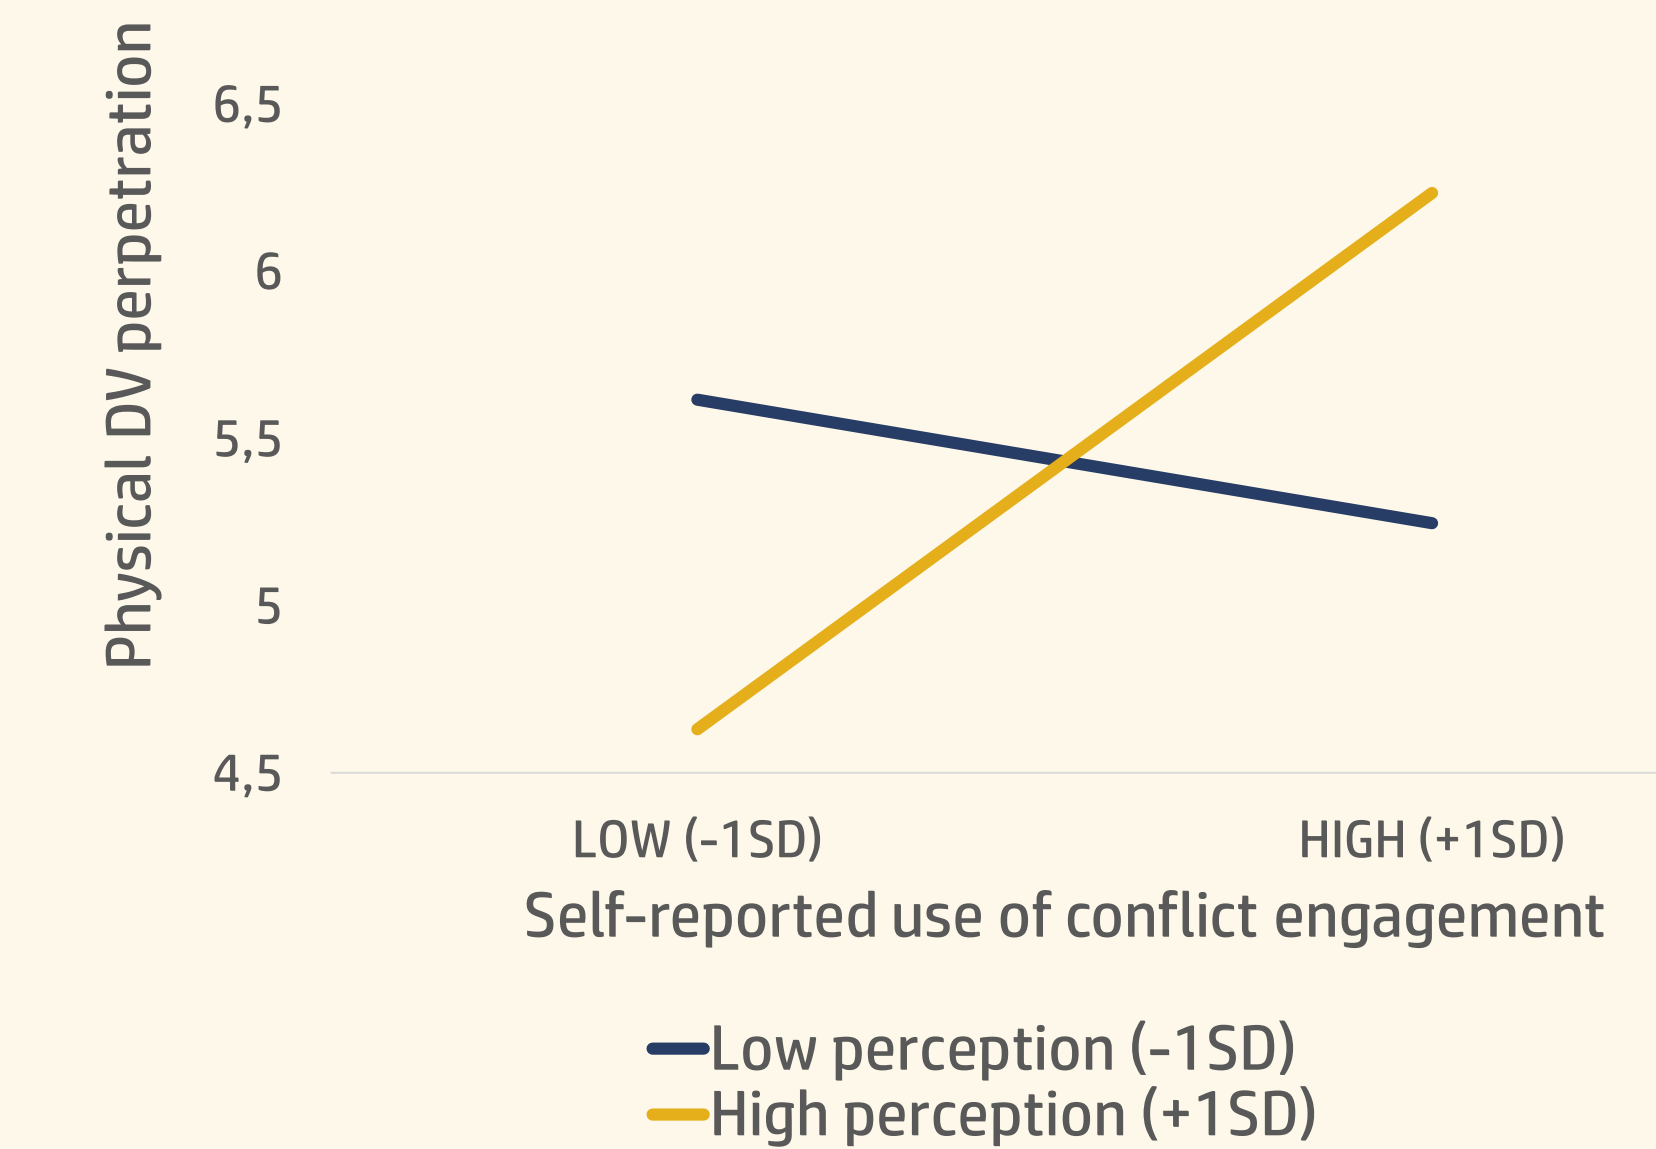 Physical DV perpetration
6,5
6
5,5
5
4,5
LOW (-1SD)
HIGH (+1SD)
Self-reported use of conflict engagement
Low perception (-1SD)
High perception (+1SD)